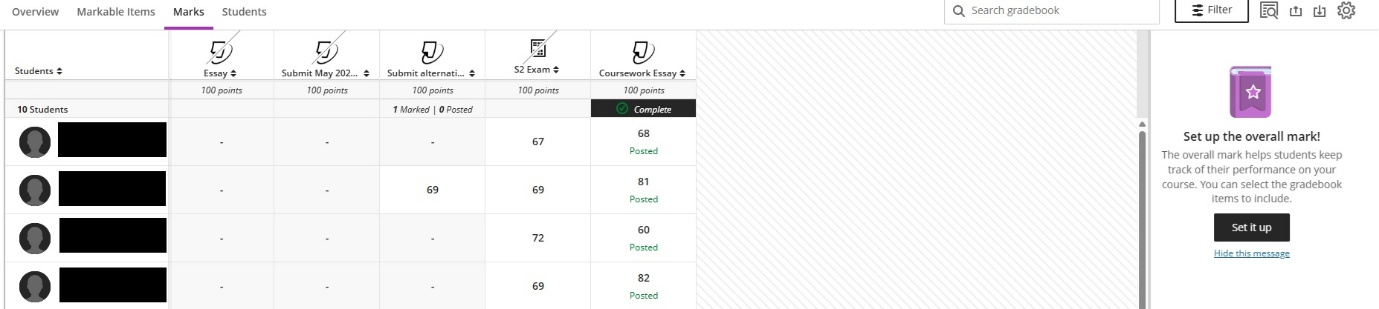 Overview Markable Items Marks Students Search gradebook Filter
Students Essay Submit May 202... Submit alternati... S2 Exam Coursework Essay
100 points 100 points 100 points 100 points 100 points
10 Students 1 Marked | 0 Posted Complete
- - - 67 68
Posted
- - 69 69 81
Posted
- - - 72 60
Posted
- - - 69 82
Posted
Set up the overall mark!
The overall mark helps students keep
track of their performance on your
course. You can select the gradebook
items to include.
Set it up
Hide this message